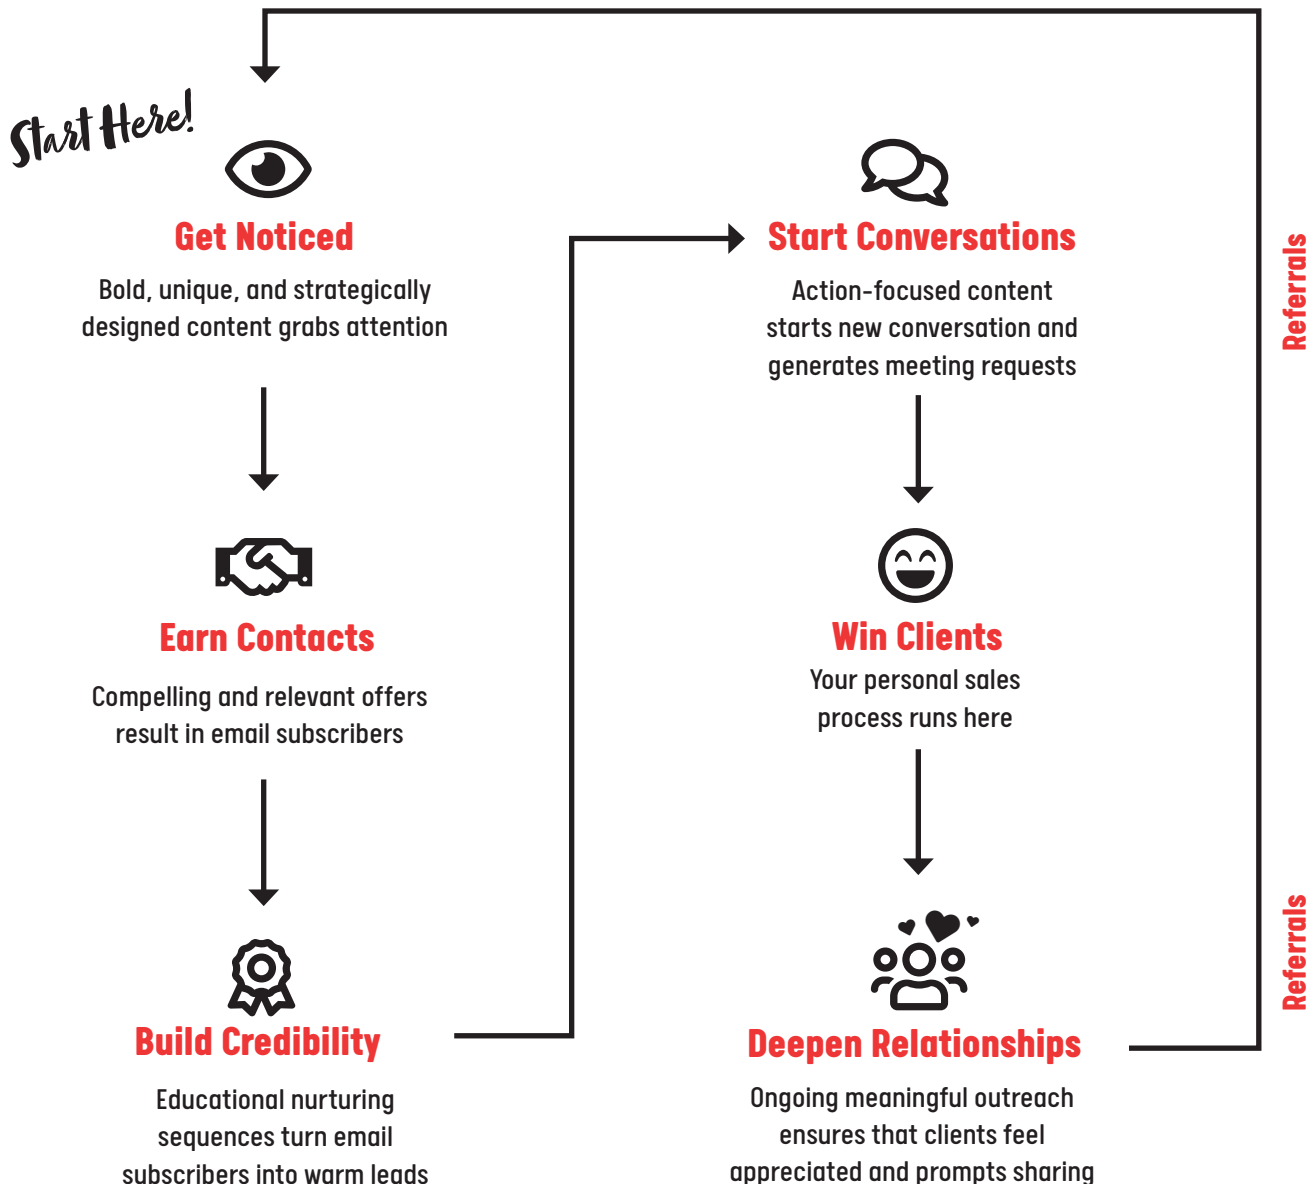 Start Here!
Get Noticed
Bold, unique, and strategically
designed content grabs attention
Earn Contacts
Compelling and relevant offers
result in email subscribers
Build Credibility
Educational nurturing
sequences turn email
subscribers into warm leads
Start Conversations
Action-focused content
starts new conversation and
generates meeting requests
Win Clients
Your personal sales
process runs here
Deepen Relationships
Ongoing meaningful outreach
ensures that clients feel
appreciated and prompts sharing
Referrals
Referrals